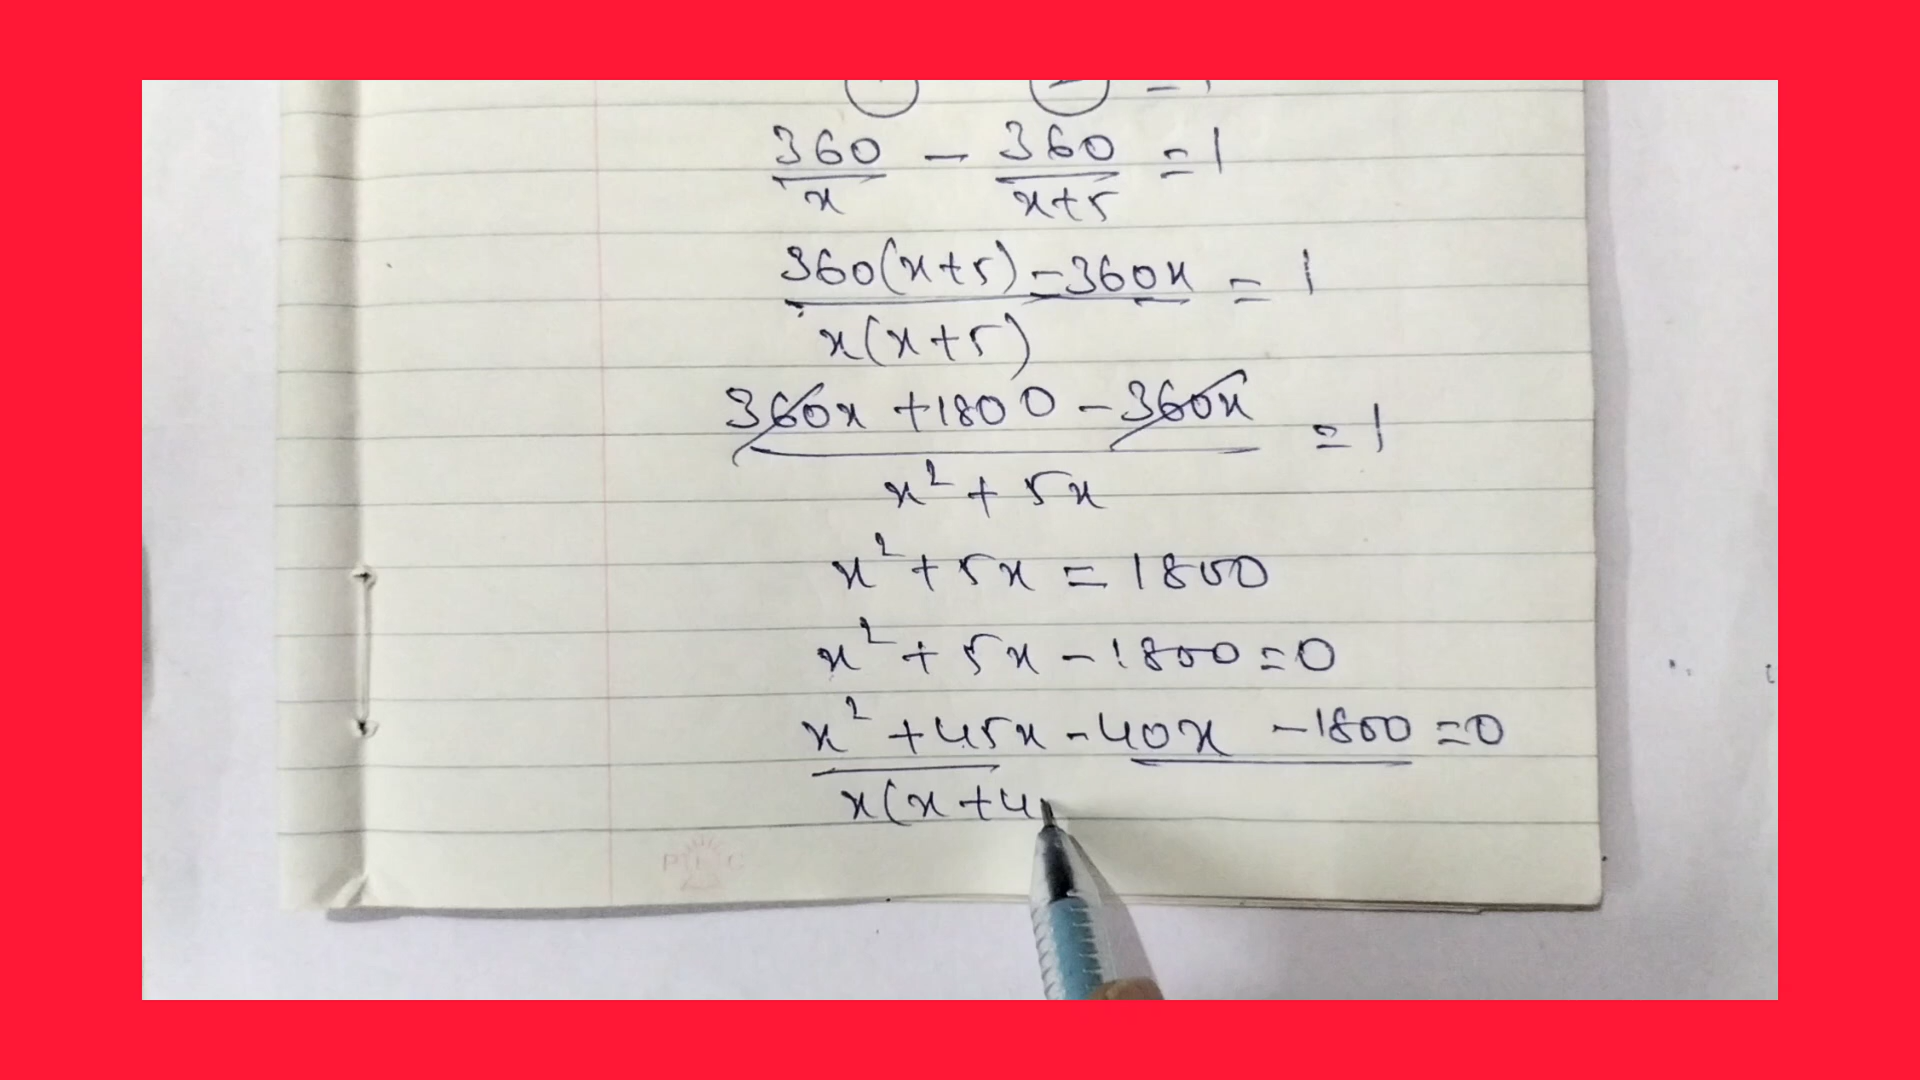 360/x - 360/x+5 = 1
360(x+5) - 360x / x(x+5) = 1
360x + 1800 - 360x / x² + 5x = 1
x² + 5x = 1800
x² + 5x - 1800 = 0
x² + 45x - 40x - 1800 = 0
x(x+4